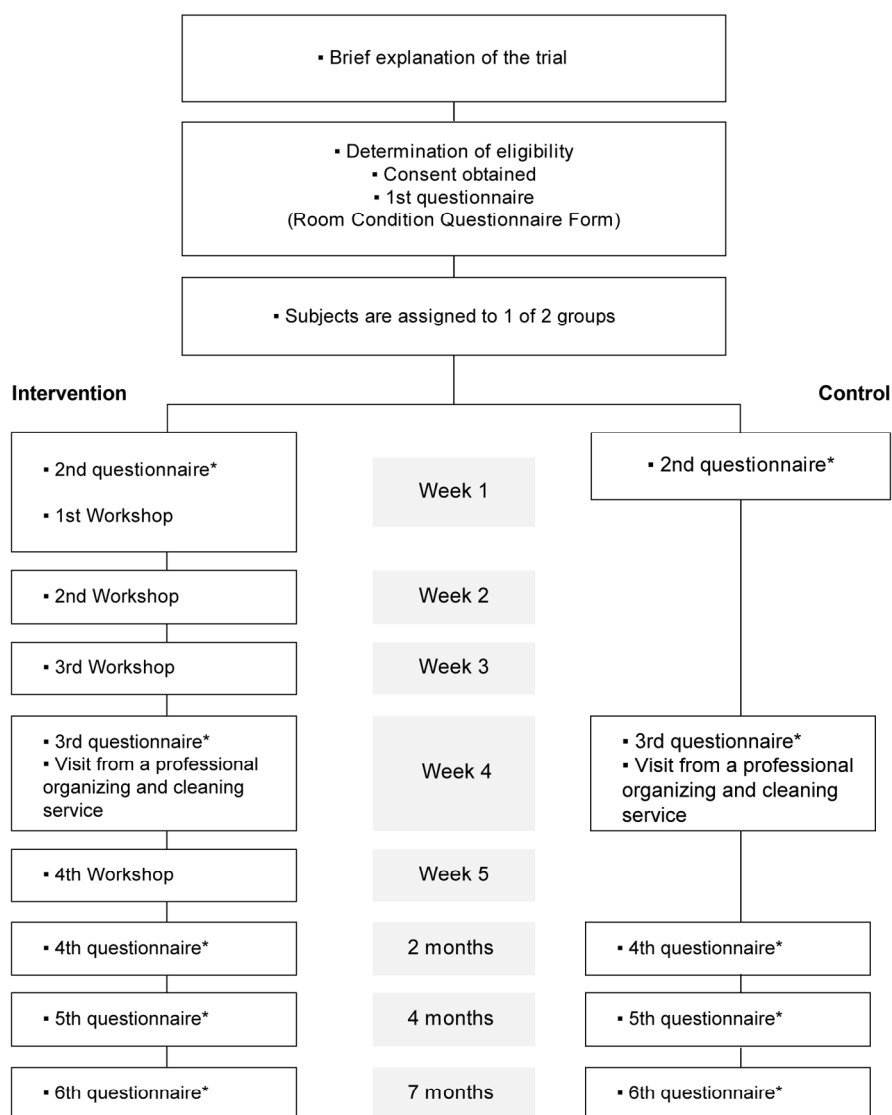 ▪ Brief explanation of the trial
▪ Determination of eligibility
▪ Consent obtained
▪ 1st questionnaire
(Room Condition Questionnaire Form)
▪ Subjects are assigned to 1 of 2 groups
Intervention
Control
▪ 2nd questionnaire*
▪ 1st Workshop
Week 1
▪ 2nd questionnaire*
▪ 2nd Workshop
Week 2
▪ 3rd Workshop
Week 3
▪ 3rd questionnaire*
▪ Visit from a professional
organizing and cleaning
service
Week 4
▪ 3rd questionnaire*
▪ Visit from a professional
organizing and cleaning
service
▪ 4th Workshop
Week 5
▪ 4th questionnaire*
2 months
▪ 4th questionnaire*
▪ 5th questionnaire*
4 months
▪ 5th questionnaire*
▪ 6th questionnaire*
7 months
▪ 6th questionnaire*